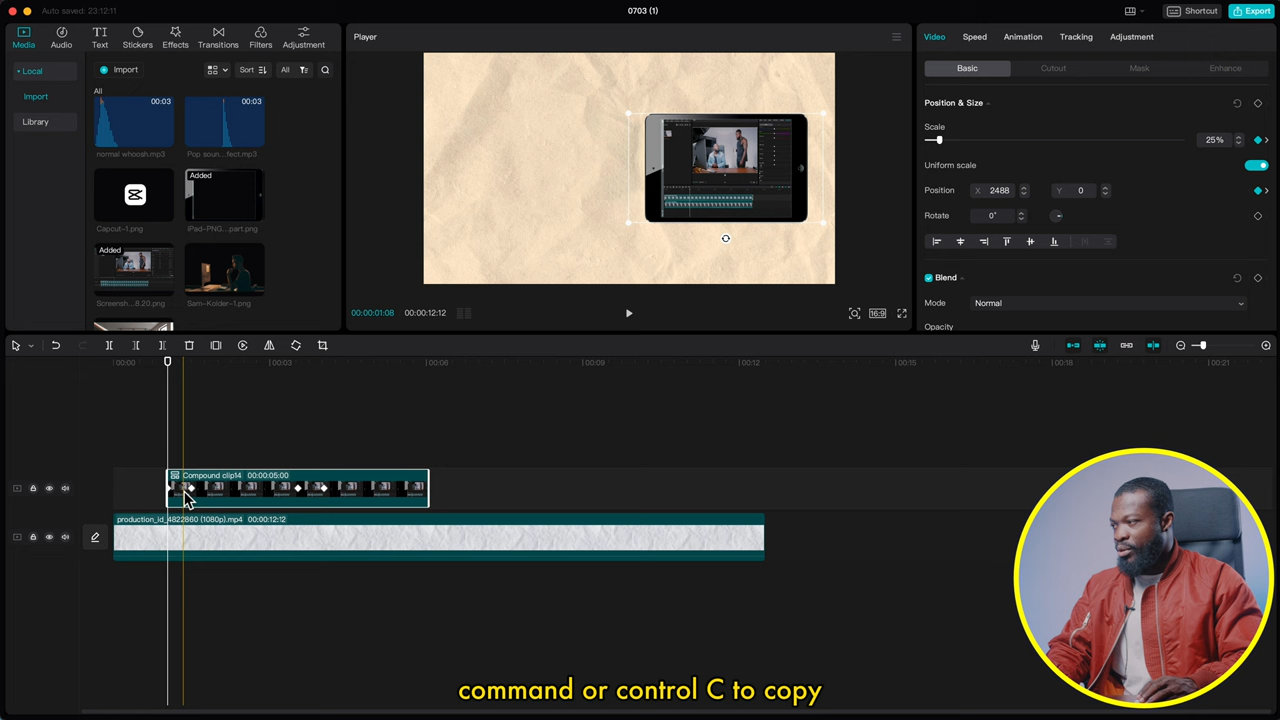 Auto saved: 23:12:11
0703 (1)
Shortcut
Export
Media
Audio
Text
Stickers
Effects
Transitions
Filters
Adjustment
Player
Video
Speed
Animation
Tracking
Adjustment
Local
Import
Sort
All
Basic
Cutout
Mask
Enhance
All
Import
Library
00:03
00:03
normal whoosh.mp3
Pop soun...fect.mp3
Position & Size
Scale
25%
Uniform scale
Position
X 2488
Y 0
Rotate
0°
Added
Capcut-1.png
iPad-PNG...part.png
Added
Screensh...8.20.png
Sam-Kolder-1.png
Blend
Mode
Normal
Opacity
00:00:01:08
00:00:12:12
16:9
00:00
00:03
00:06
00:09
00:12
00:15
00:18
00:21
Compound clip14 00:00:05:00
production_id_4822860 (1080p).mp4 00:00:12:12
command or control C to copy